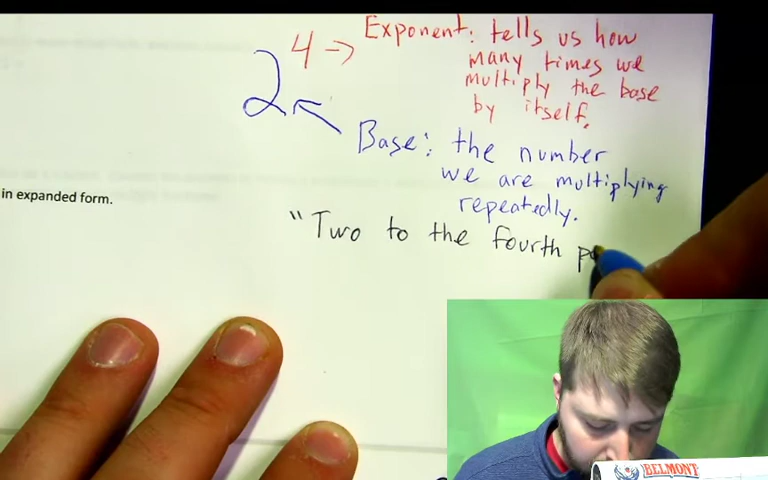 4 → Exponent: tells us how
many times we
multiply the base
by itself.
2
Base: the number
we are multiplying
repeatedly.
in expanded form.
"Two to the fourth
BELMONT